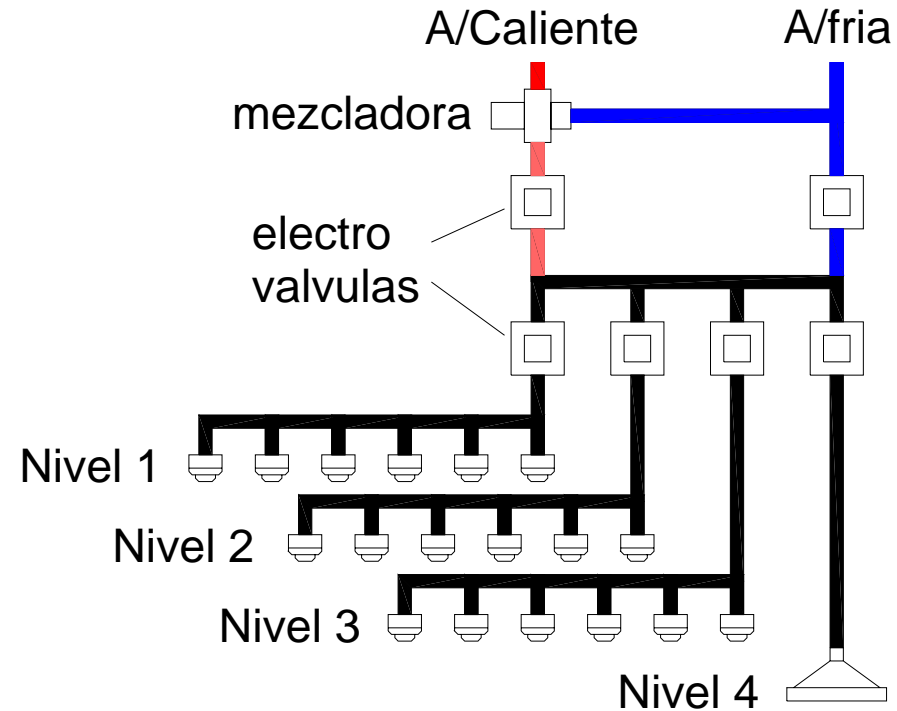 A/Caliente
A/fria
mezcladora
electro
valvulas
Nivel 1
Nivel 2
Nivel 3
Nivel 4